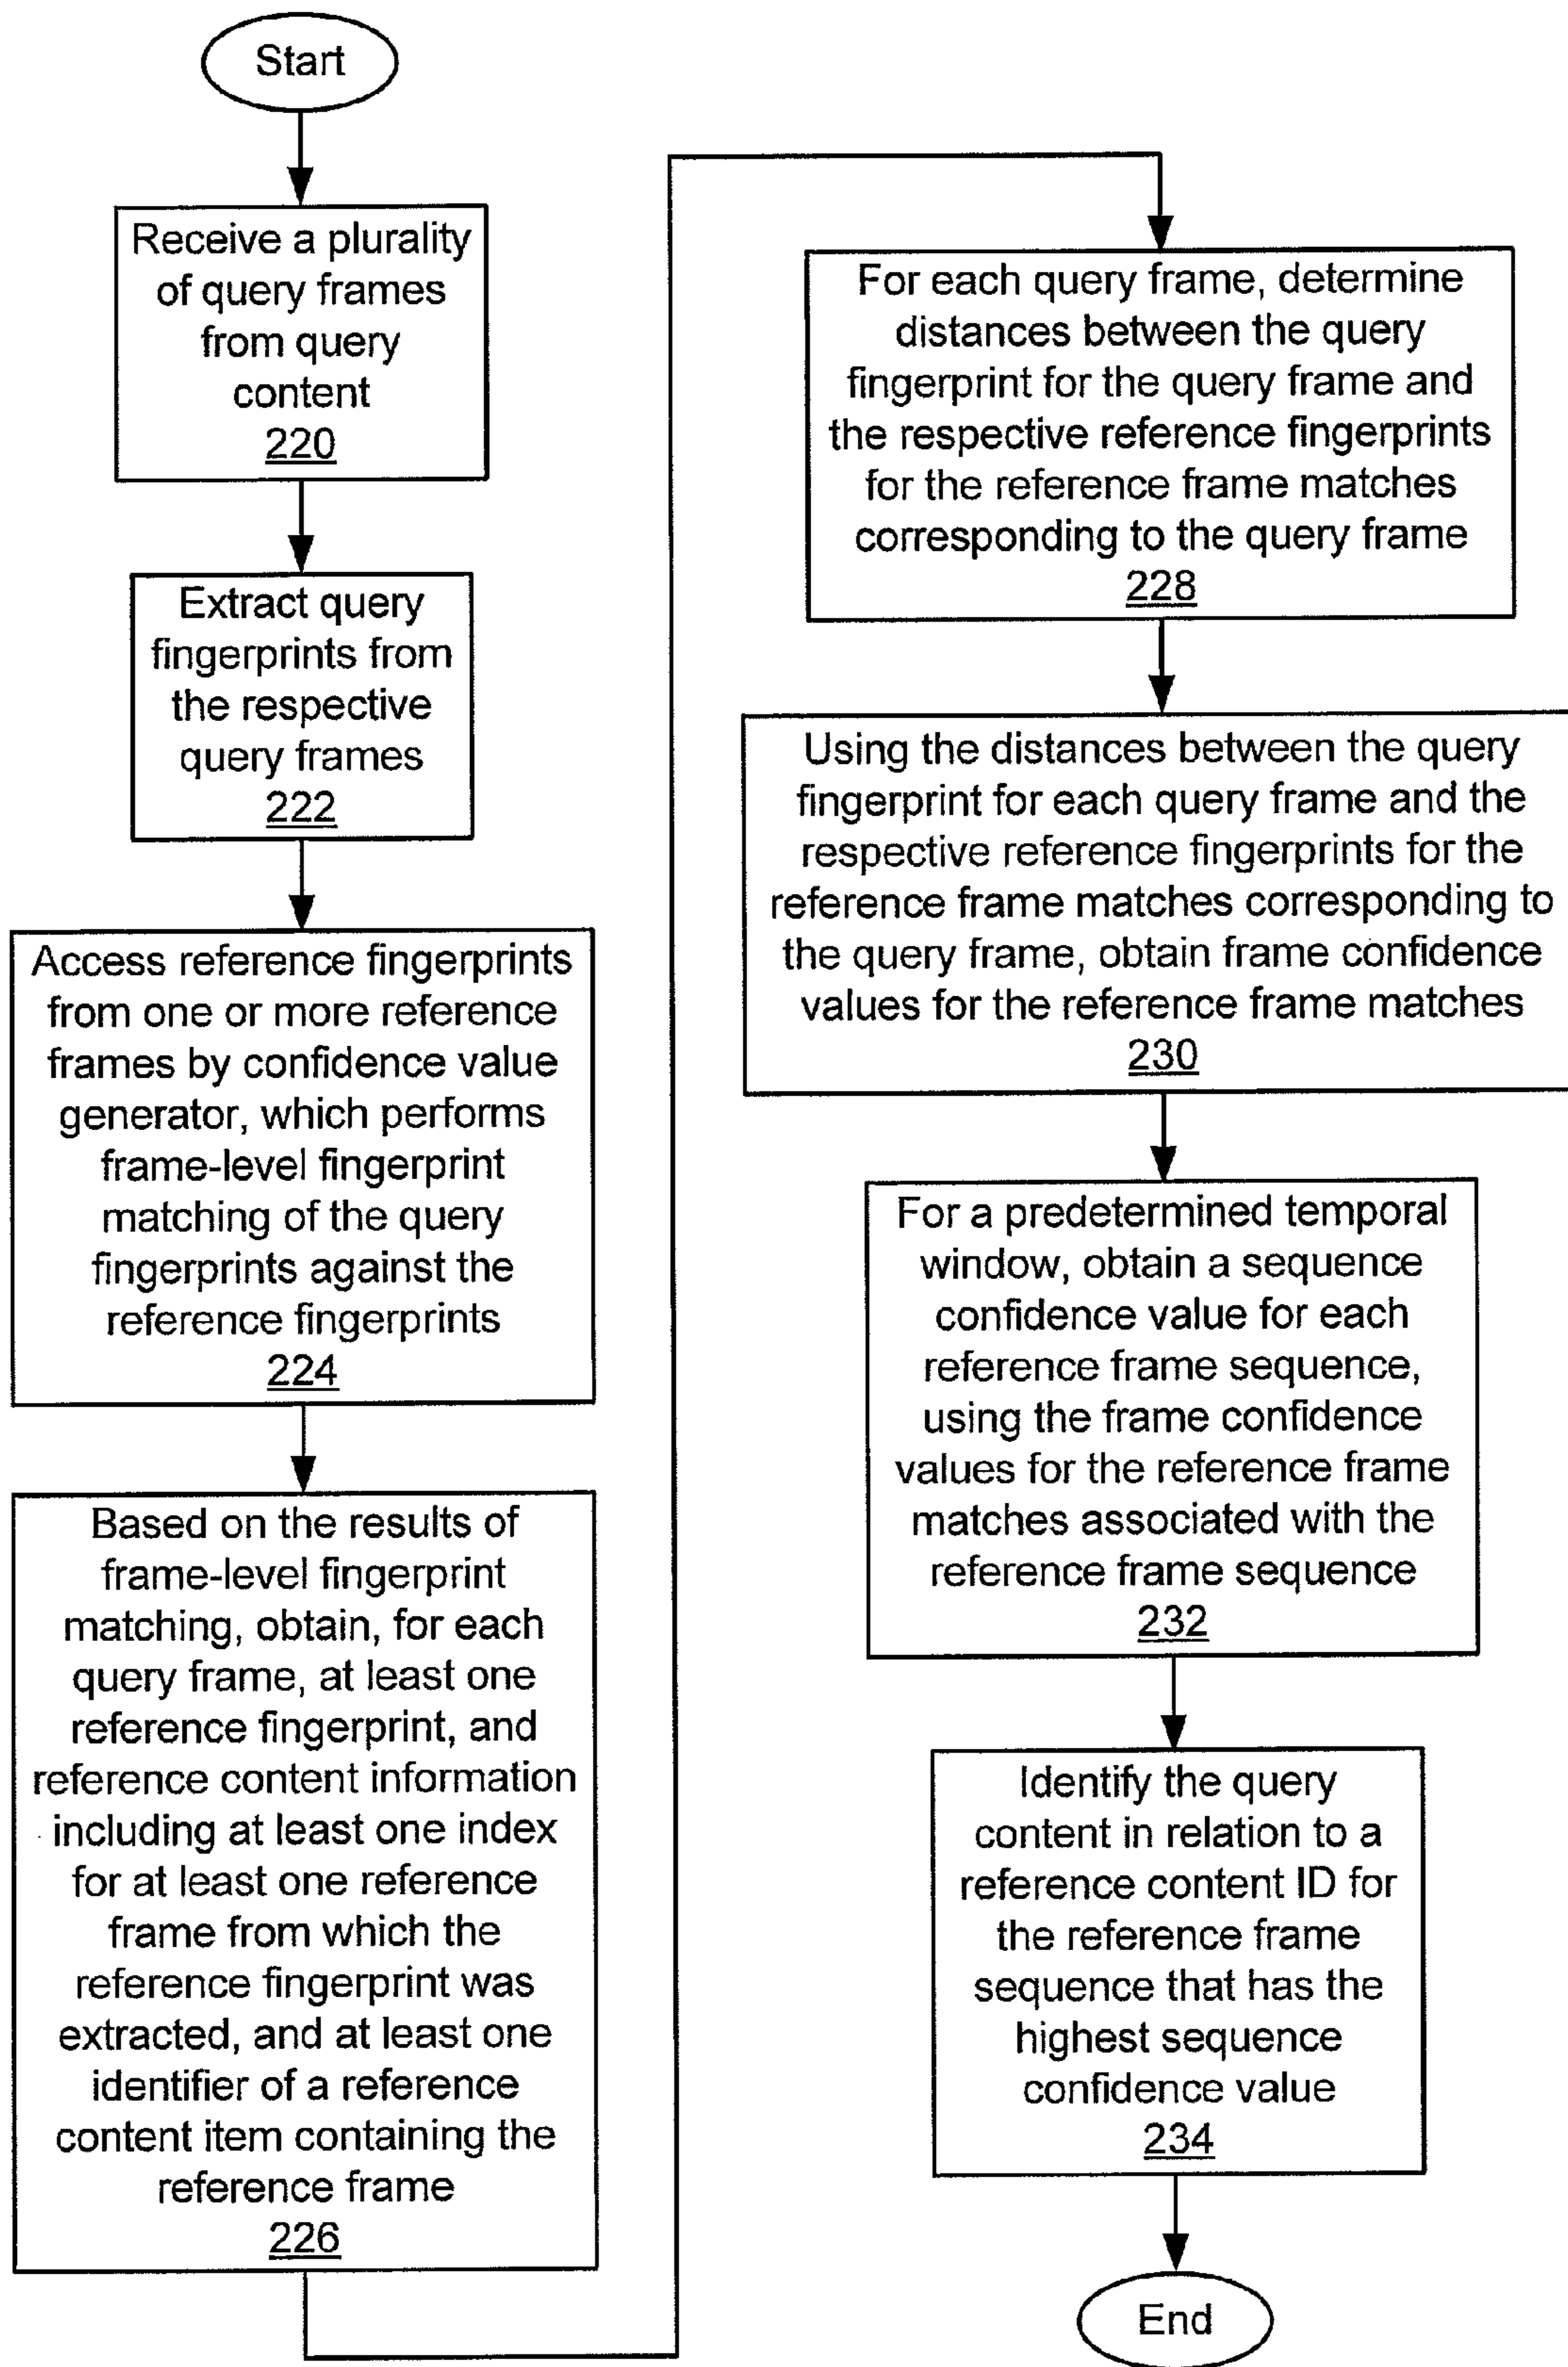 Start
Receive a plurality
of query frames
from query
content
220
Extract query
fingerprints from
the respective
query frames
222
Access reference fingerprints
from one or more reference
frames by confidence value
generator, which performs
frame-level fingerprint
matching of the query
fingerprints against the
reference fingerprints
224
Based on the results of
frame-level fingerprint
matching, obtain, for each
query frame, at least one
reference fingerprint, and
reference content information
including at least one index
for at least one reference
frame from which the
reference fingerprint was
extracted, and at least one
identifier of a reference
content item containing the
reference frame
226
For each query frame, determine
distances between the query
fingerprint for the query frame and
the respective reference fingerprints
for the reference frame matches
corresponding to the query frame
228
Using the distances between the query
fingerprint for each query frame and the
respective reference fingerprints for the
reference frame matches corresponding to
the query frame, obtain frame confidence
values for the reference frame matches
230
For a predetermined temporal
window, obtain a sequence
confidence value for each
reference frame sequence,
using the frame confidence
values for the reference frame
matches associated with the
reference frame sequence
232
Identify the query
content in relation to a
reference content ID for
the reference frame
sequence that has the
highest sequence
confidence value
234
End